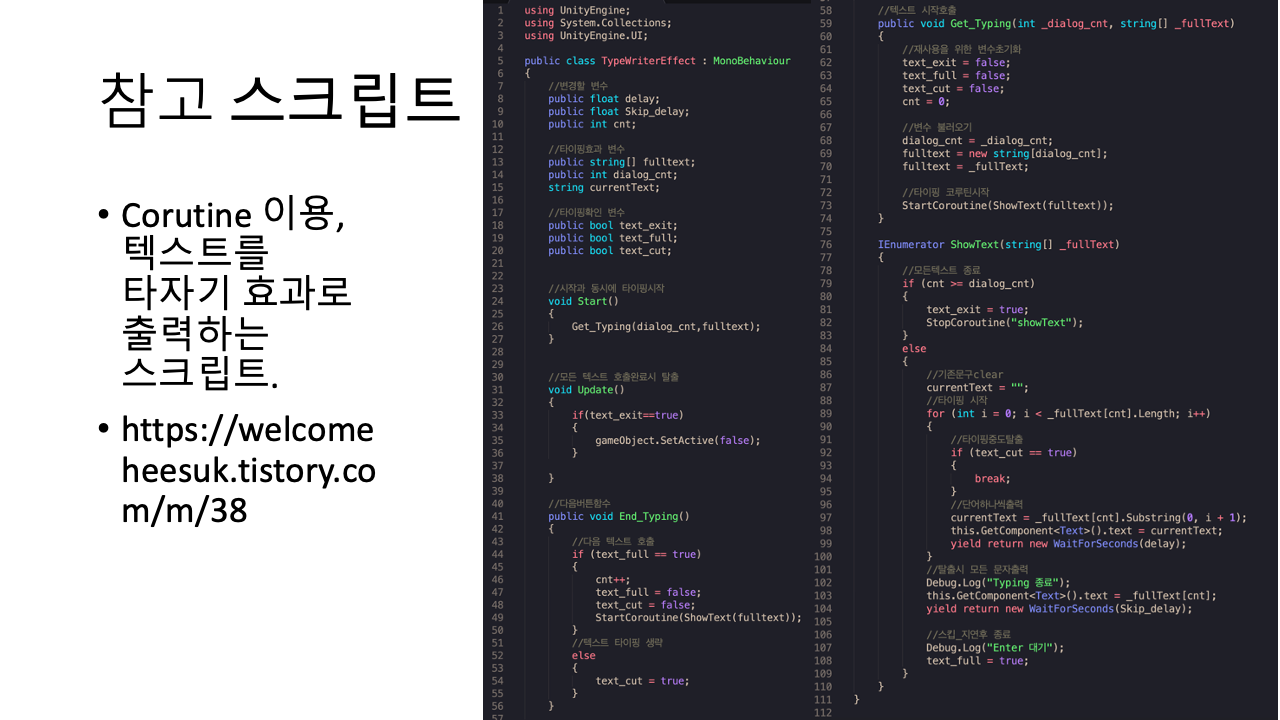 참고 스크립트
• Corutine 이용,
텍스트를
타자기 효과로
출력하는
스크립트.
• https://welcome
heesuk.tistory.co
m/m/38
1 using UnityEngine;
2 using System.Collections;
3 using UnityEngine.UI;
4
5 public class TypeWriterEffect : MonoBehaviour
6 {
7 //변경할 변수
8 public float delay;
9 public float Skip_delay;
10 public int cnt;
11
12 //타이핑효과 변수
13 public string[] fulltext;
14 public int dialog_cnt;
15 string currentText;
16
17 //타이핑확인 변수
18 public bool text_exit;
19 public bool text_full;
20 public bool text_cut;
21
22
23 //시작과 동시에 타이핑시작
24 void Start()
25 {
26 Get_Typing(dialog_cnt,fulltext);
27 }
28
29
30 //모든 텍스트 호출완료시 탈출
31 void Update()
32 {
33 if(text_exit==true)
34 {
35 gameObject.SetActive(false);
36 }
37
38 }
39
40 //다음버튼함수
41 public void End_Typing()
42 {
43 //다음 텍스트 호출
44 if (text_full == true)
45 {
46 cnt++;
47 text_full = false;
48 text_cut = false;
49 StartCoroutine(ShowText(fulltext));
50 }
51 //텍스트 타이핑 생략
52 else
53 {
54 text_cut = true;
55 }
56 }
57
58 //텍스트 시작호출
59 public void Get_Typing(int _dialog_cnt, string[] _fullText)
60 {
61 //재사용을 위한 변수초기화
62 text_exit = false;
63 text_full = false;
64 text_cut = false;
65 cnt = 0;
66
67 //변수 불러오기
68 dialog_cnt = _dialog_cnt;
69 fulltext = new string[dialog_cnt];
70 fulltext = _fullText;
71
72 //타이핑 코루틴시작
73 StartCoroutine(ShowText(fulltext));
74 }
75
76 IEnumerator ShowText(string[] _fullText)
77 {
78 //모든텍스트 종료
79 if (cnt >= dialog_cnt)
80 {
81 text_exit = true;
82 StopCoroutine("showText");
83 }
84 else
85 {
86 //기존문구clear
87 currentText = "";
88 //타이핑 시작
89 for (int i = 0; i < _fullText[cnt].Length; i++)
90 {
91 //타이핑중도탈출
92 if (text_cut == true)
93 {
94 break;
95 }
96 //단어하나씩출력
97 currentText = _fullText[cnt].Substring(0, i + 1);
98 this.GetComponent<Text>().text = currentText;
99 yield return new WaitForSeconds(delay);
100 }
101 //탈출시 모든 문자출력
102 Debug.Log("Typing 종료");
103 this.GetComponent<Text>().text = _fullText[cnt];
104 yield return new WaitForSeconds(Skip_delay);
105
106 //스킵_지연후 종료
107 Debug.Log("Enter 대기");
108 text_full = true;
109 }
110 }
111 }
112